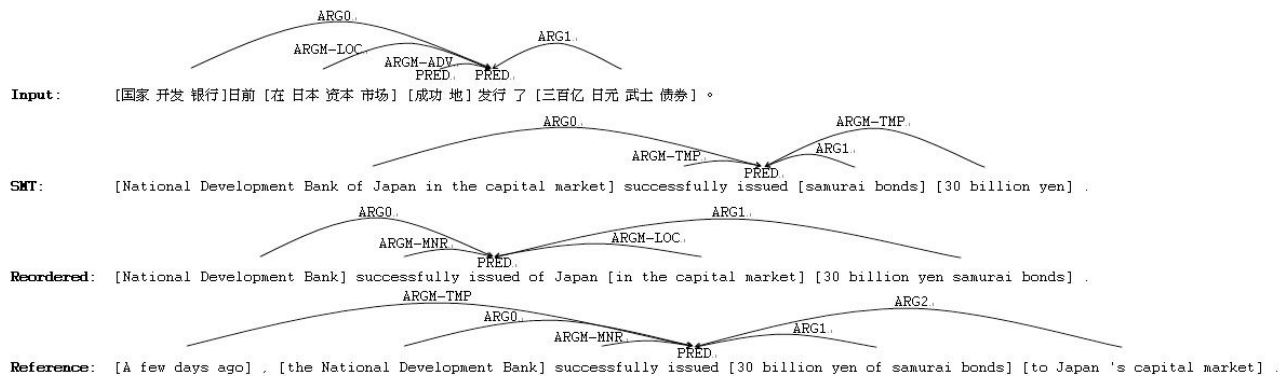 ARG0
ARGM-LOC ARG1
ARGM-ADV
PRED PRED
Input: [国家 开发 银行]日前 [在 日本 资本 市场] [成功 地] 发行 了 [三百亿 日元 武士 债券] 。
ARG0 ARGM-TMP
ARGM-TMP ARG1
PRED
SMT: [National Development Bank of Japan in the capital market] successfully issued [samurai bonds] [30 billion yen] .
ARG0 ARG1
ARGM-MNR ARGM-LOC
PRED
Reordered: [National Development Bank] successfully issued of Japan [in the capital market] [30 billion yen samurai bonds] .
ARGM-TMP ARG2
ARG0
ARGM-MNR ARG1
PRED
Reference: [A few days ago] , [the National Development Bank] successfully issued [30 billion yen of samurai bonds] [to Japan 's capital market] .